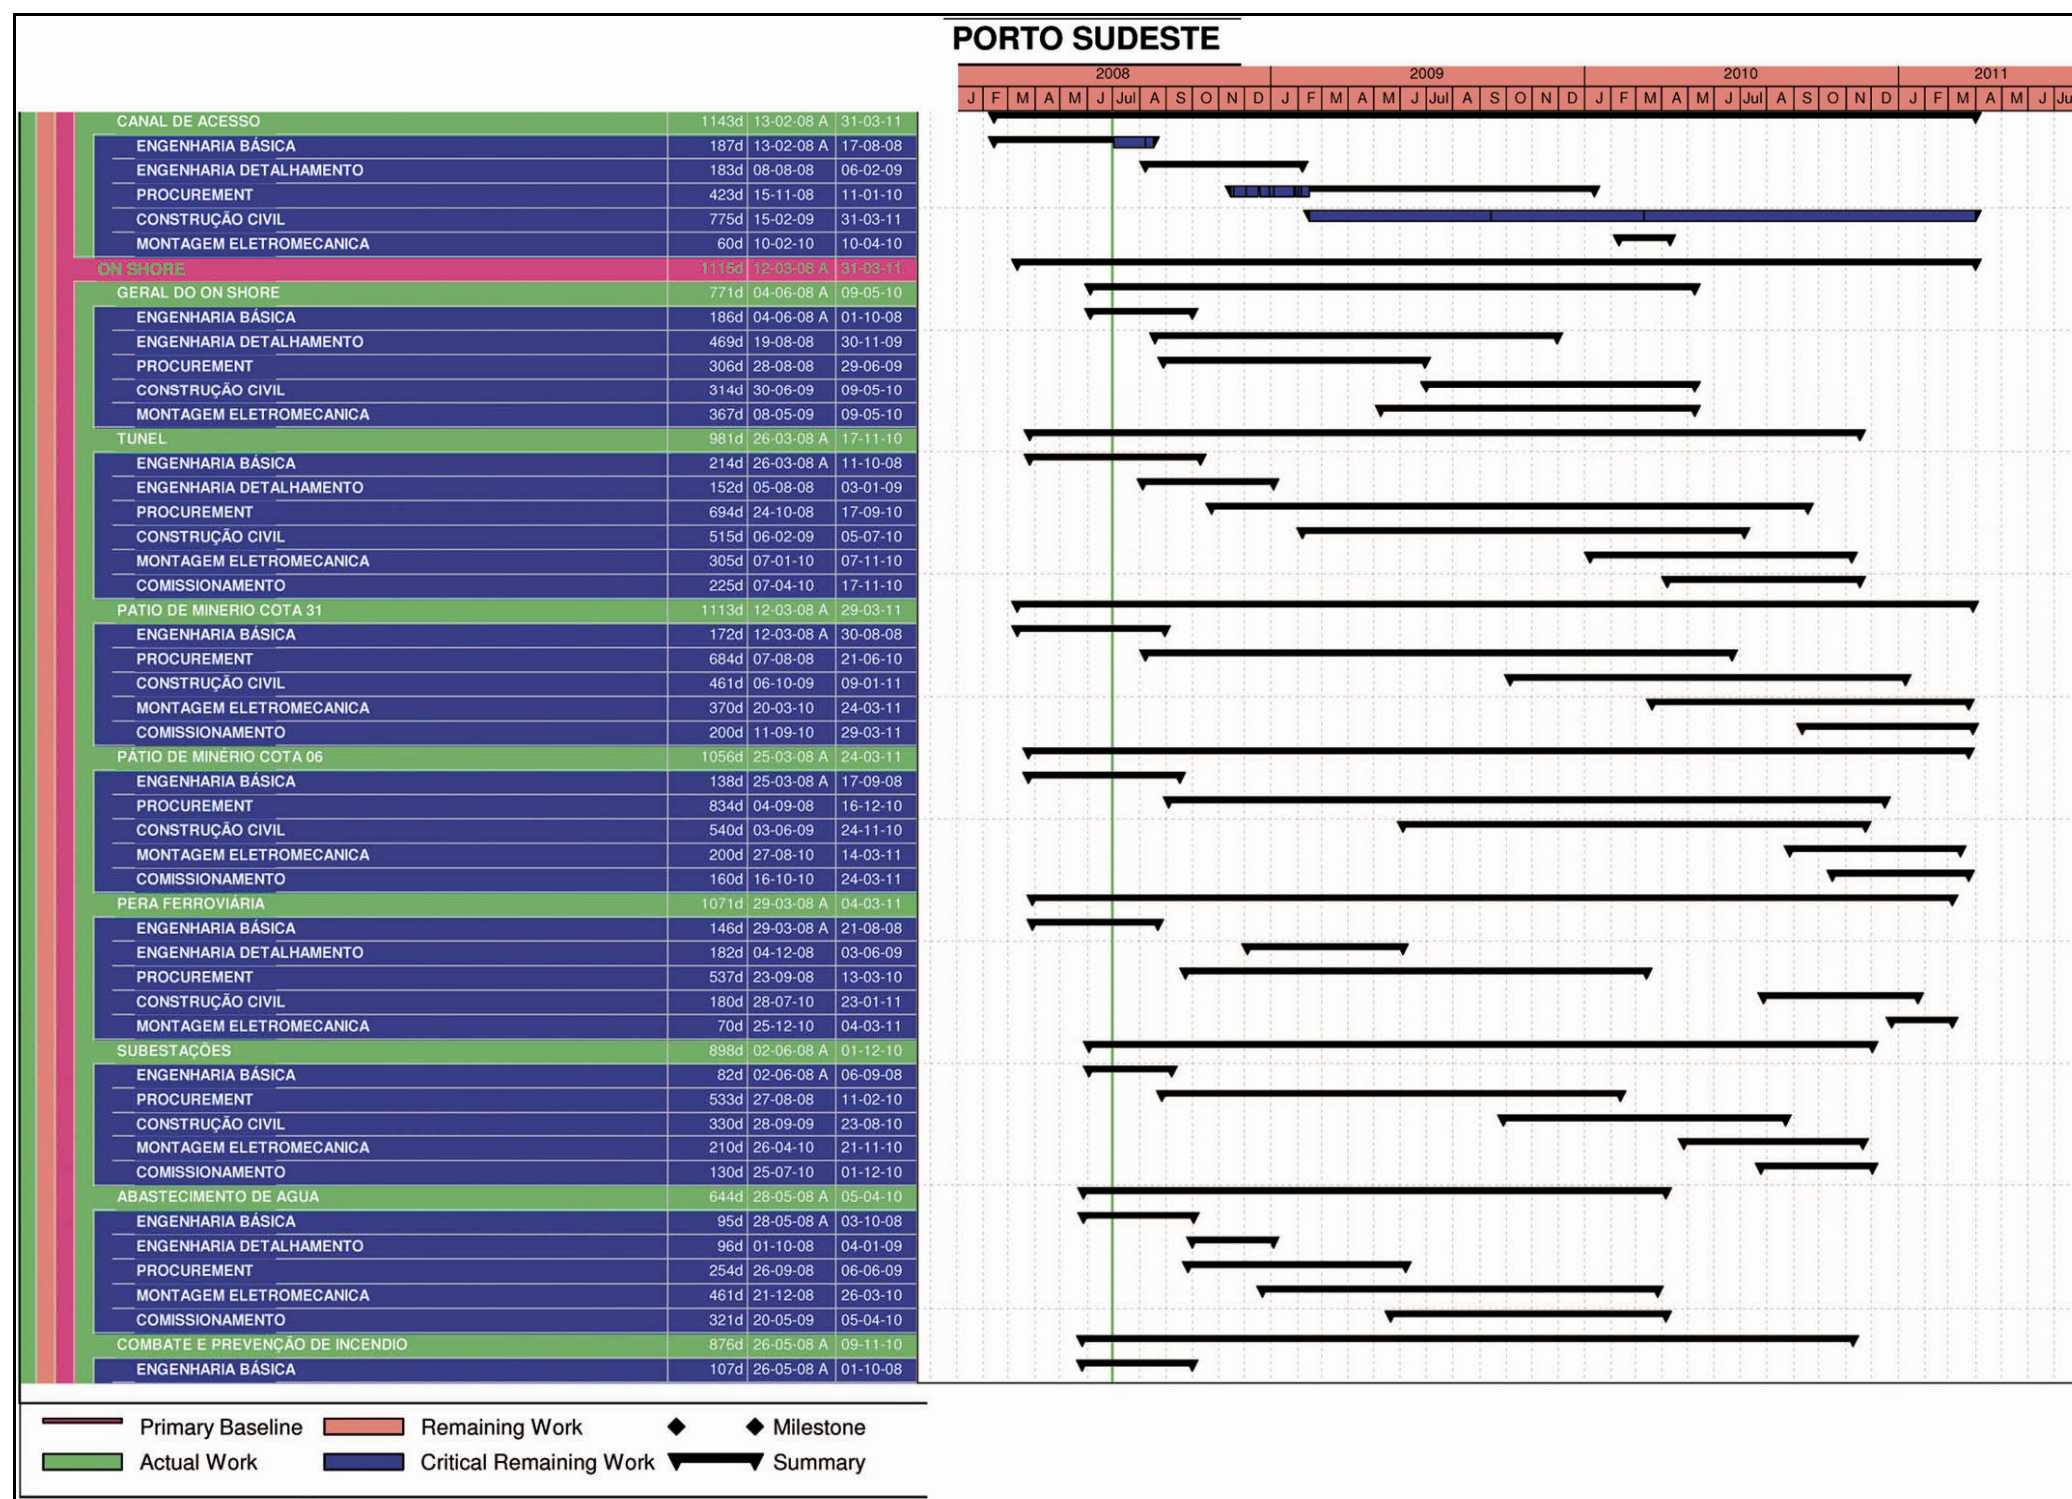 PORTO SUDESTE
2008 2009 2010 2011
J F M A M J Jul A S O N D J F M A M J Jul A S O N D J F M A M J Jul A S O N D J F M A M J Ju
CANAL DE ACESSO 1143d 13-02-08 A 31-03-11
ENGENHARIA BÁSICA 187d 13-02-08 A 17-08-08
ENGENHARIA DETALHAMENTO 183d 08-08-08 06-02-09
PROCUREMENT 423d 15-11-08 11-01-10
CONSTRUÇÃO CIVIL 775d 15-02-09 31-03-11
MONTAGEM ELETROMECANICA 60d 10-02-10 10-04-10
ON SHORE 1115d 12-03-08 A 31-03-11
GERAL DO ON SHORE 771d 04-06-08 A 09-05-10
ENGENHARIA BÁSICA 186d 04-06-08 A 01-10-08
ENGENHARIA DETALHAMENTO 469d 19-08-08 30-11-09
PROCUREMENT 306d 28-08-08 29-06-09
CONSTRUÇÃO CIVIL 314d 30-06-09 09-05-10
MONTAGEM ELETROMECANICA 367d 08-05-09 09-05-10
TUNEL 981d 26-03-08 A 17-11-10
ENGENHARIA BÁSICA 214d 26-03-08 A 11-10-08
ENGENHARIA DETALHAMENTO 152d 05-08-08 03-01-09
PROCUREMENT 694d 24-10-08 17-09-10
CONSTRUÇÃO CIVIL 515d 06-02-09 05-07-10
MONTAGEM ELETROMECANICA 305d 07-01-10 07-11-10
COMISSIONAMENTO 225d 07-04-10 17-11-10
PATIO DE MINERIO COTA 31 1113d 12-03-08 A 29-03-11
ENGENHARIA BÁSICA 172d 12-03-08 A 30-08-08
PROCUREMENT 684d 07-08-08 21-06-10
CONSTRUÇÃO CIVIL 461d 06-10-09 09-01-11
MONTAGEM ELETROMECANICA 370d 20-03-10 24-03-11
COMISSIONAMENTO 200d 11-09-10 29-03-11
PÁTIO DE MINÉRIO COTA 06 1056d 25-03-08 A 24-03-11
ENGENHARIA BÁSICA 138d 25-03-08 A 17-09-08
PROCUREMENT 834d 04-09-08 16-12-10
CONSTRUÇÃO CIVIL 540d 03-06-09 24-11-10
MONTAGEM ELETROMECANICA 200d 27-08-10 14-03-11
COMISSIONAMENTO 160d 16-10-10 24-03-11
PERA FERROVIÁRIA 1071d 29-03-08 A 04-03-11
ENGENHARIA BÁSICA 146d 29-03-08 A 21-08-08
ENGENHARIA DETALHAMENTO 182d 04-12-08 03-06-09
PROCUREMENT 537d 23-09-08 13-03-10
CONSTRUÇÃO CIVIL 180d 28-07-10 23-01-11
MONTAGEM ELETROMECANICA 70d 25-12-10 04-03-11
SUBESTAÇÕES 898d 02-06-08 A 01-12-10
ENGENHARIA BÁSICA 82d 02-06-08 A 06-09-08
PROCUREMENT 533d 27-08-08 11-02-10
CONSTRUÇÃO CIVIL 330d 28-09-09 23-08-10
MONTAGEM ELETROMECANICA 210d 26-04-10 21-11-10
COMISSIONAMENTO 130d 25-07-10 01-12-10
ABASTECIMENTO DE AGUA 644d 28-05-08 A 05-04-10
ENGENHARIA BÁSICA 95d 28-05-08 A 03-10-08
ENGENHARIA DETALHAMENTO 96d 01-10-08 04-01-09
PROCUREMENT 254d 26-09-08 06-06-09
MONTAGEM ELETROMECANICA 461d 21-12-08 26-03-10
COMISSIONAMENTO 321d 20-05-09 05-04-10
COMBATE E PREVENÇÃO DE INCENDIO 876d 26-05-08 A 09-11-10
ENGENHARIA BÁSICA 107d 26-05-08 A 01-10-08
Primary Baseline Remaining Work Milestone
Actual Work Critical Remaining Work Summary